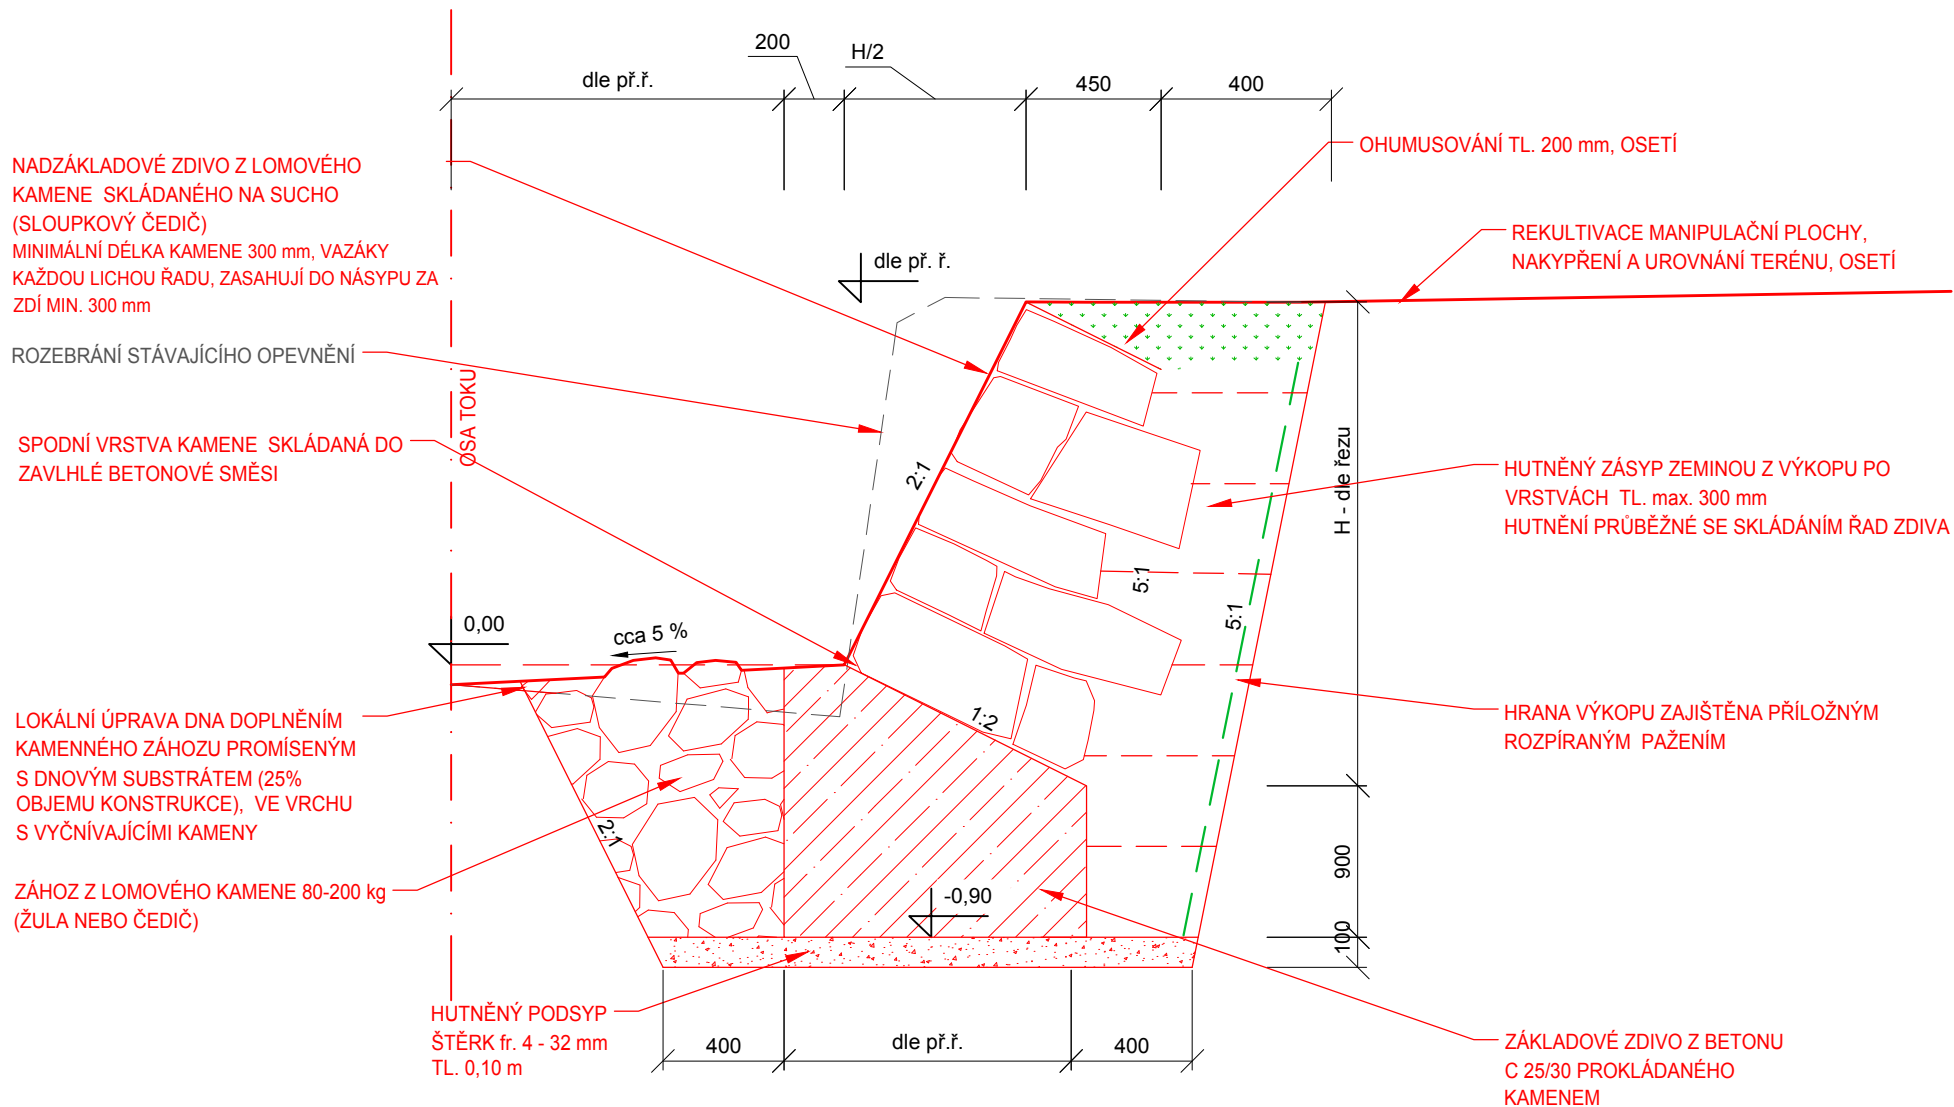 200
H/2
dle př.ř.
450
400
NADZÁKLADOVÉ ZDIVO Z LOMOVÉHO
KAMENE SKLÁDANÉHO NA SUCHO
(SLOUPKOVÝ ČEDIČ)
MINIMÁLNÍ DÉLKA KAMENE 300 mm, VAZÁKY
KAŽDOU LICHOU ŘADU, ZASAHUJÍ DO NÁSYPU ZA
ZDÍ MIN. 300 mm
OHUMUSOVÁNÍ TL. 200 mm, OSETÍ
REKULTIVACE MANIPULAČNÍ PLOCHY,
NAKYPŘENÍ A UROVNÁNÍ TERÉNU, OSETÍ
dle př. ř.
ROZEBRÁNÍ STÁVAJÍCÍHO OPEVNĚNÍ
OSA TOKU
SPODNÍ VRSTVA KAMENE SKLÁDANÁ DO
ZAVLHLÉ BETONOVÉ SMĚSI
2:1
H - dle řezu
HUTNĚNÝ ZÁSYP ZEMINOU Z VÝKOPU PO
VRSTVÁCH TL. max. 300 mm
HUTNĚNÍ PRŮBĚŽNÉ SE SKLÁDÁNÍM ŘAD ZDIVA
5:1
5:1
0,00
cca 5 %
LOKÁLNÍ ÚPRAVA DNA DOPLNĚNÍM
KAMENNÉHO ZÁHOZU PROMÍSENÝM
S DNOVÝM SUBSTRÁTEM (25%
OBJEMU KONSTRUKCE), VE VRCHU
S VYČNÍVAJÍCÍMI KAMENY
1:2
HRANA VÝKOPU ZAJIŠTĚNA PŘÍLOŽNÝM
ROZPÍRANÝM PAŽENÍM
2:1
ZÁHOZ Z LOMOVÉHO KAMENE 80-200 kg
(ŽULA NEBO ČEDIČ)
-0,90
900
100
HUTNĚNÝ PODSYP
ŠTĚRK fr. 4 - 32 mm
TL. 0,10 m
400
dle př.ř.
400
ZÁKLADOVÉ ZDIVO Z BETONU
C 25/30 PROKLÁDANÉHO
KAMENEM